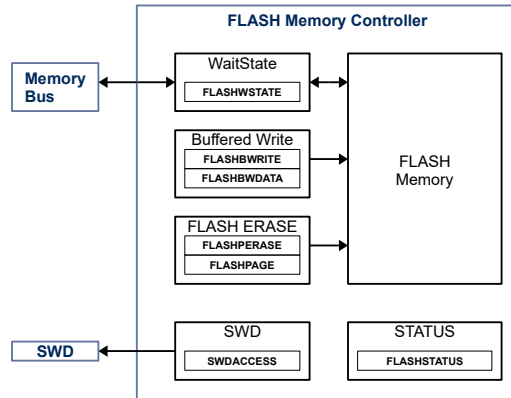 FLASH Memory Controller
Memory
Bus
WaitState
FLASHWSTATE
Buffered Write
FLASHBWRITE
FLASHBWDATA
FLASH ERASE
FLASHPERASE
FLASHPAGE
FLASH
Memory
SWD
SWD
SWDACCESS
STATUS
FLASHSTATUS